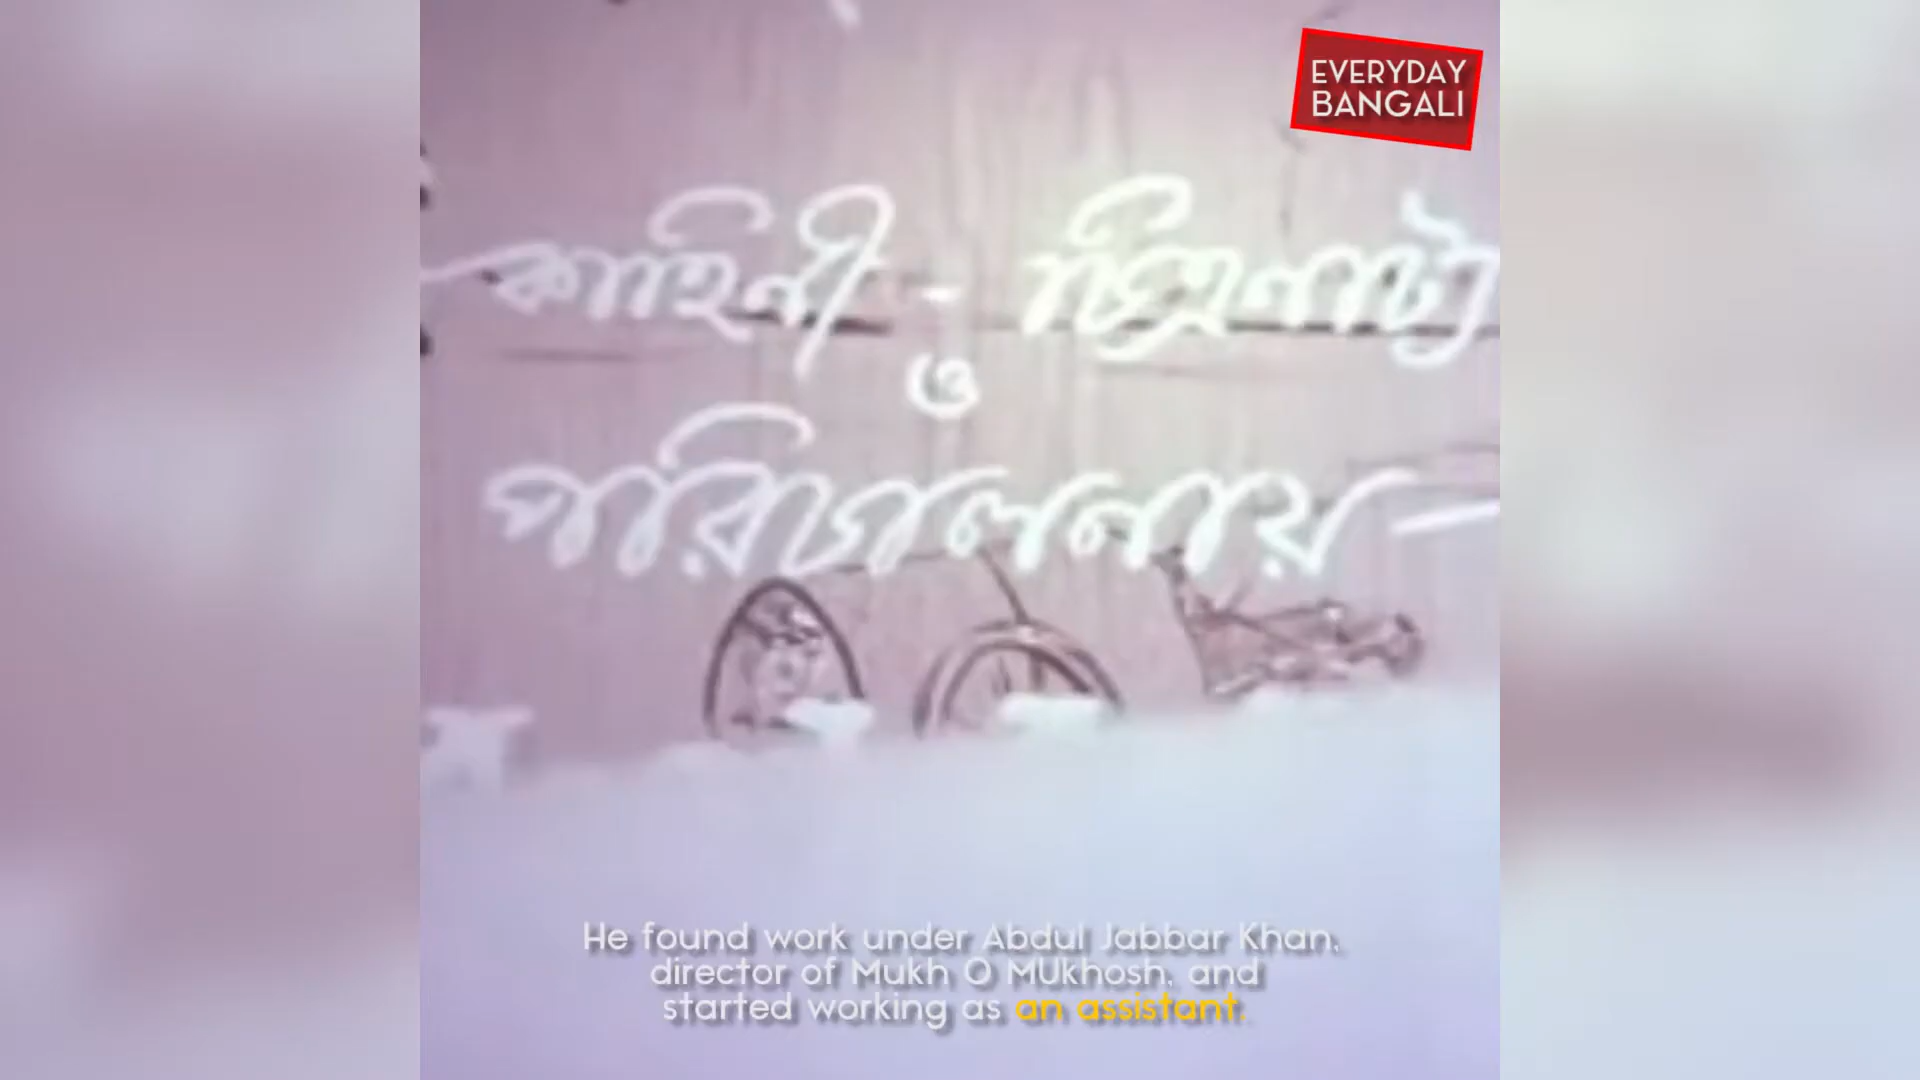 EVERYDAY
BANGALI
কাহিনী - চিত্রনাট্য
ও
পরিচালনায় —
He found work under Abdul Jabbar Khan,
director of Mukh O MUkhosh, and
started working as an assistant.